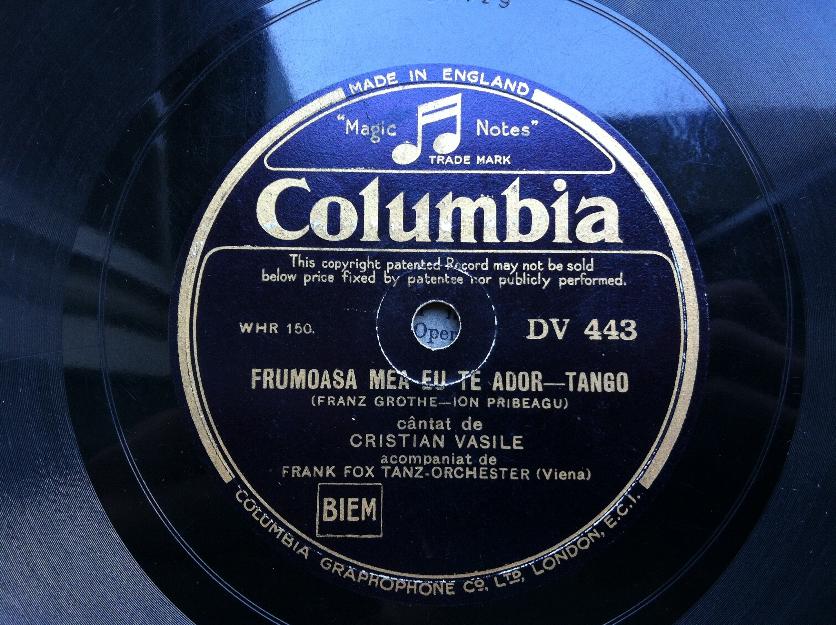 MADE IN ENGLAND
"Magic Notes"
TRADE MARK
Columbia
This copyright patented Record may not be sold
below price fixed by patentee nor publicly performed.
WHR 150.
DV 443
Oper
FRUMOASA MEA EU TE ADOR—TANGO
(FRANZ GROTHE—ION PRIBEAGU)
cântat de
CRISTIAN VASILE
acompaniat de
FRANK FOX TANZ-ORCHESTER (Viena)
BIEM
COLUMBIA GRAPHOPHONE Co. LTD. LONDON, E.C.1.